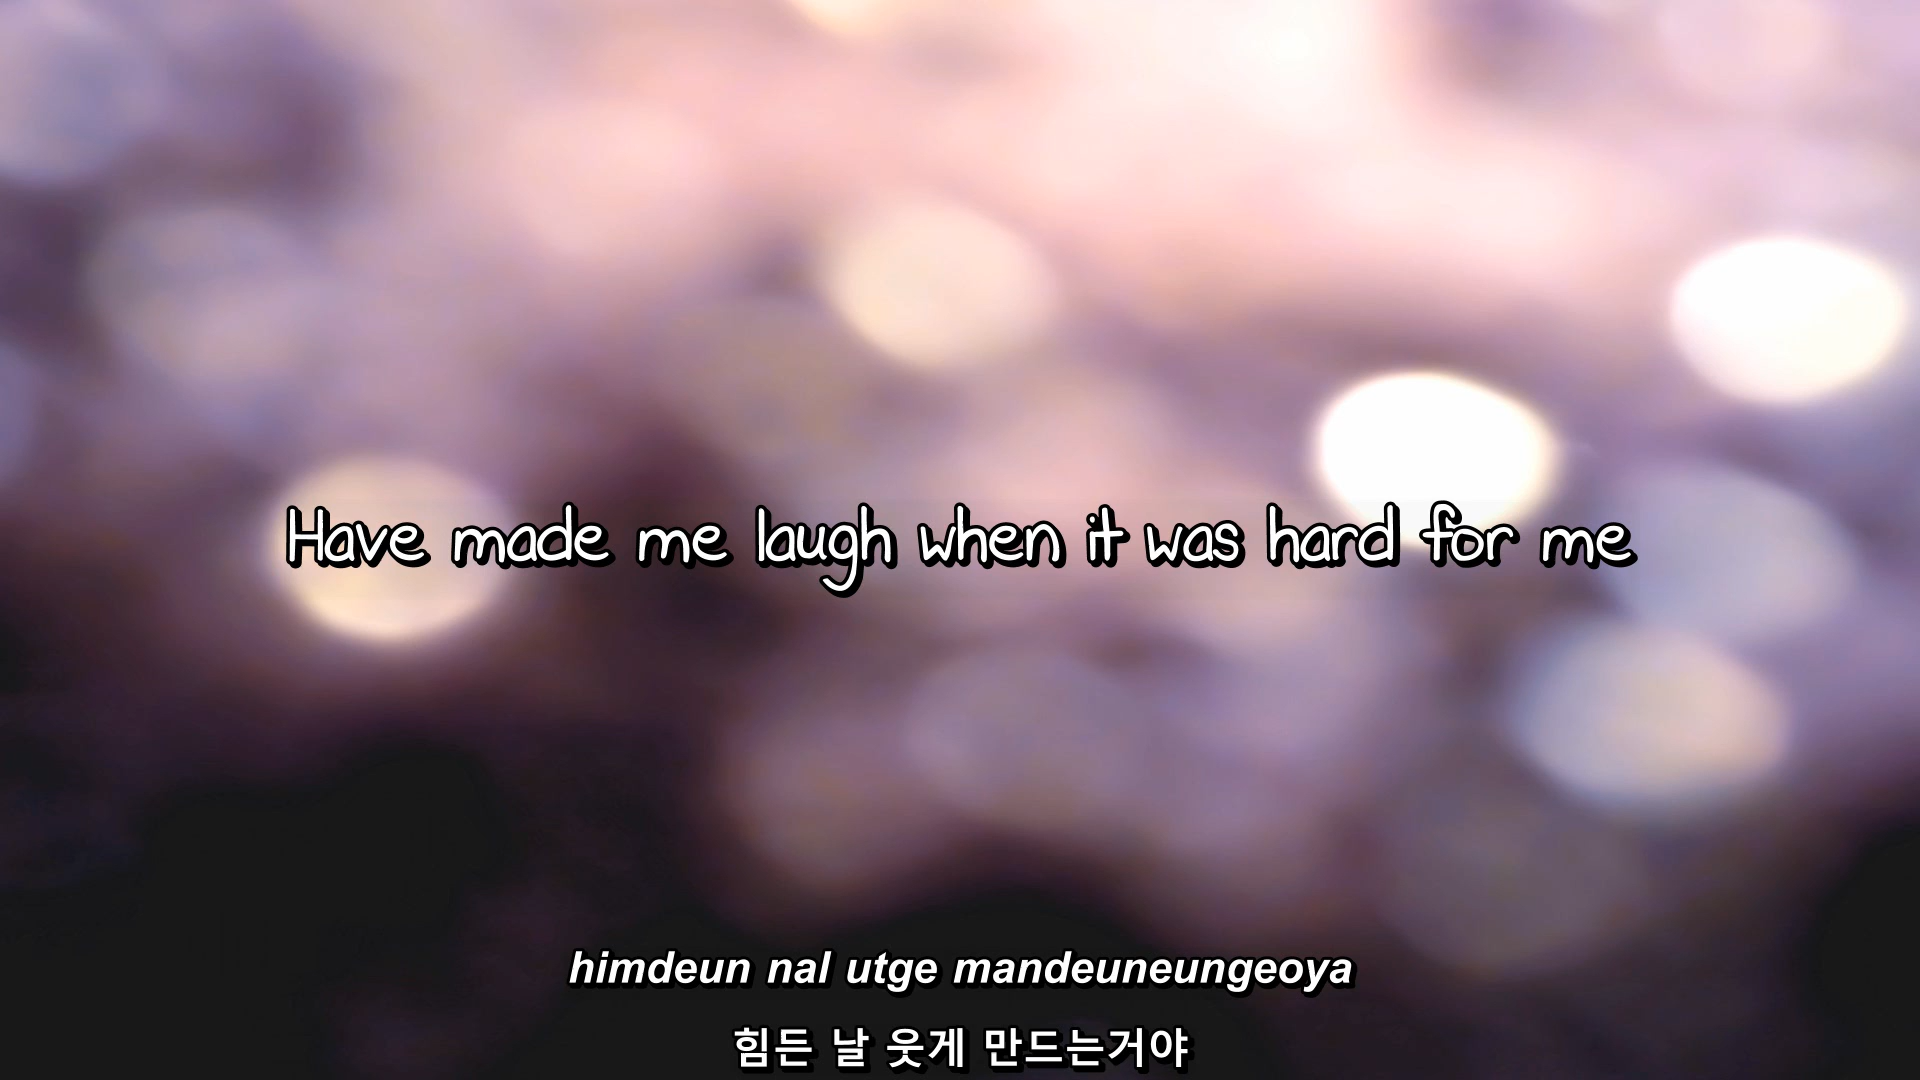 Have made me laugh when it was hard for me
himdeun nal utge mandeuneungeoya
힘든 날 웃게 만드는거야